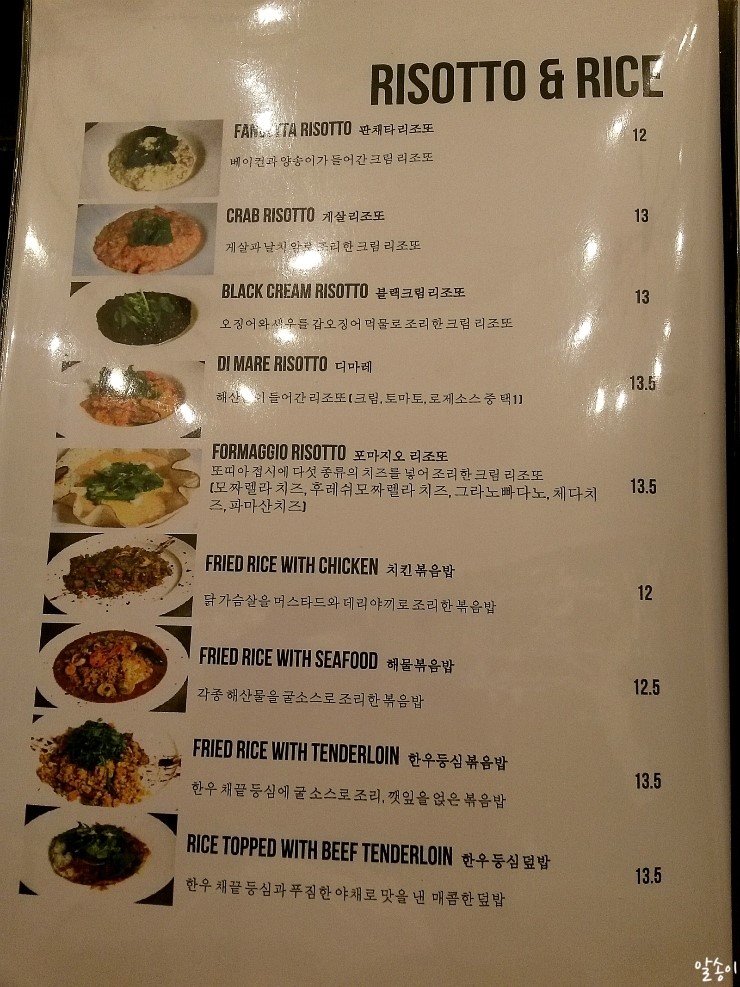 RISOTTO & RICE
RISOTTO 판채타 리조또 12
베이컨과 양송이가 들어간 크림 리조또
CRAB RISOTTO 게살 리조또 13
게살과 날치 알로 조리한 크림 리조또
BLACK CREAM RISOTTO 블랙크림 리조또 13
오징어와 새우를 갑오징어 먹물로 조리한 크림 리조또
DI MARE RISOTTO 디마레 13.5
들어간 리조또 ( 크림, 토마토, 로제소스 중 택1 )
FORMAGGIO RISOTTO 포마지오 리조또 13.5
또띠아 접시에 다섯 종류의 치즈를 넣어 조리한 크림 리조또
(모짜렐라 치즈, 후레쉬모짜렐라 치즈, 그라노빠다노, 체다치
즈, 파마산치즈)
FRIED RICE WITH CHICKEN 치킨볶음밥 12
닭 가슴살을 머스타드와 데리야끼로 조리한 볶음밥
FRIED RICE WITH SEAFOOD 해물볶음밥 12.5
각종 해산물을 굴소스로 조리한 볶음밥
FRIED RICE WITH TENDERLOIN 한우등심볶음밥 13.5
한우 채끝 등심에 굴 소스로 조리, 깻잎을 얹은 볶음밥
RICE TOPPED WITH BEEF TENDERLOIN 한우등심덮밥 13.5
한우 채끝 등심과 푸짐한 야채로 맛을 낸 매콤한 덮밥
알송이